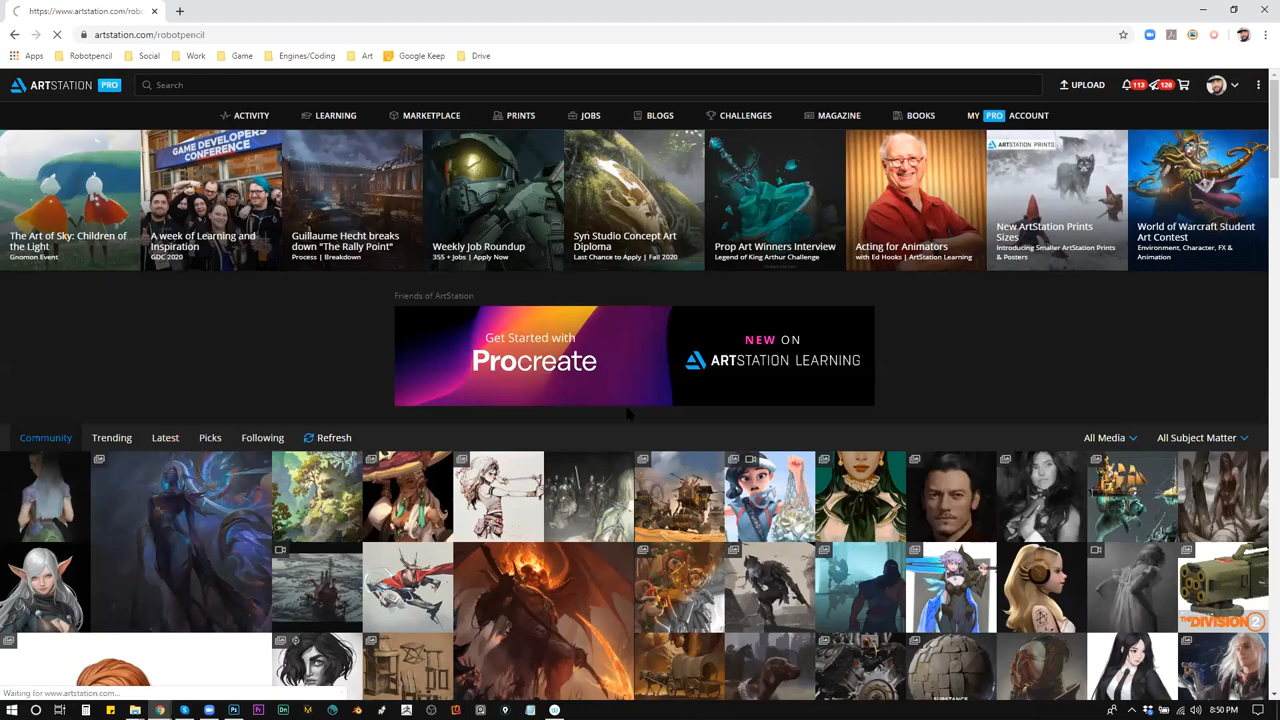 https://www.artstation.com/rob
artstation.com/robotpencil
Apps
Robotpencil
Social
Work
Game
Engines/Coding
Art
Google Keep
Drive
ARTSTATION PRO
Search
UPLOAD
113
126
ACTIVITY
LEARNING
MARKETPLACE
PRINTS
JOBS
BLOGS
CHALLENGES
MAGAZINE
BOOKS
MY PRO ACCOUNT
The Art of Sky: Children of
the Light
Gnomon Event
GAME DEVELOPERS
CONFERENCE
A week of Learning and
Inspiration
GDC 2020
Guillaume Hecht breaks
down "The Rally Point"
Process | Breakdown
Weekly Job Roundup
355 + Jobs | Apply Now
Syn Studio Concept Art
Diploma
Last Chance to Apply | Fall 2020
Prop Art Winners Interview
Legend of King Arthur Challenge
Acting for Animators
with Ed Hooks | ArtStation Learning
ARTSTATION PRINTS
New ArtStation Prints
Sizes
Introducing Smaller ArtStation Prints
& Posters
World of Warcraft Student
Art Contest
Environment, Character, FX &
Animation
Friends of ArtStation
Get Started with
Procreate
NEW ON
ARTSTATION LEARNING
Community
Trending
Latest
Picks
Following
Refresh
All Media
All Subject Matter
THE DIVISION 2
SUBSTANCE
Waiting for www.artstation.com...
8:50 PM